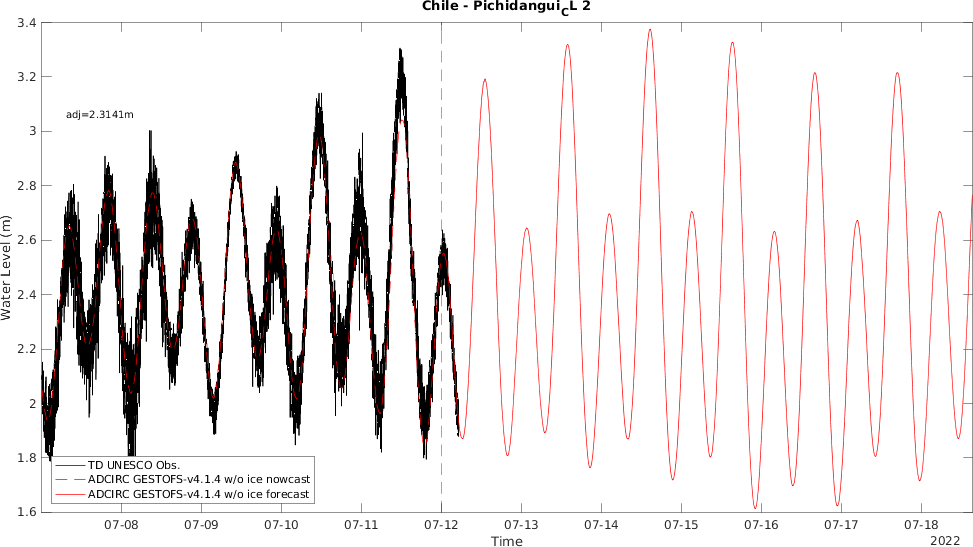 Chile - PichidanguiCL 2
3.4
3.2
3
2.8
2.6
2.4
2.2
2
1.8
1.6
Water Level (m)
adj=2.3141m
TD UNESCO Obs.
ADCIRC GESTOFS-v4.1.4 w/o ice nowcast
ADCIRC GESTOFS-v4.1.4 w/o ice forecast
07-08 07-09 07-10 07-11 07-12 07-13 07-14 07-15 07-16 07-17 07-18
Time
2022